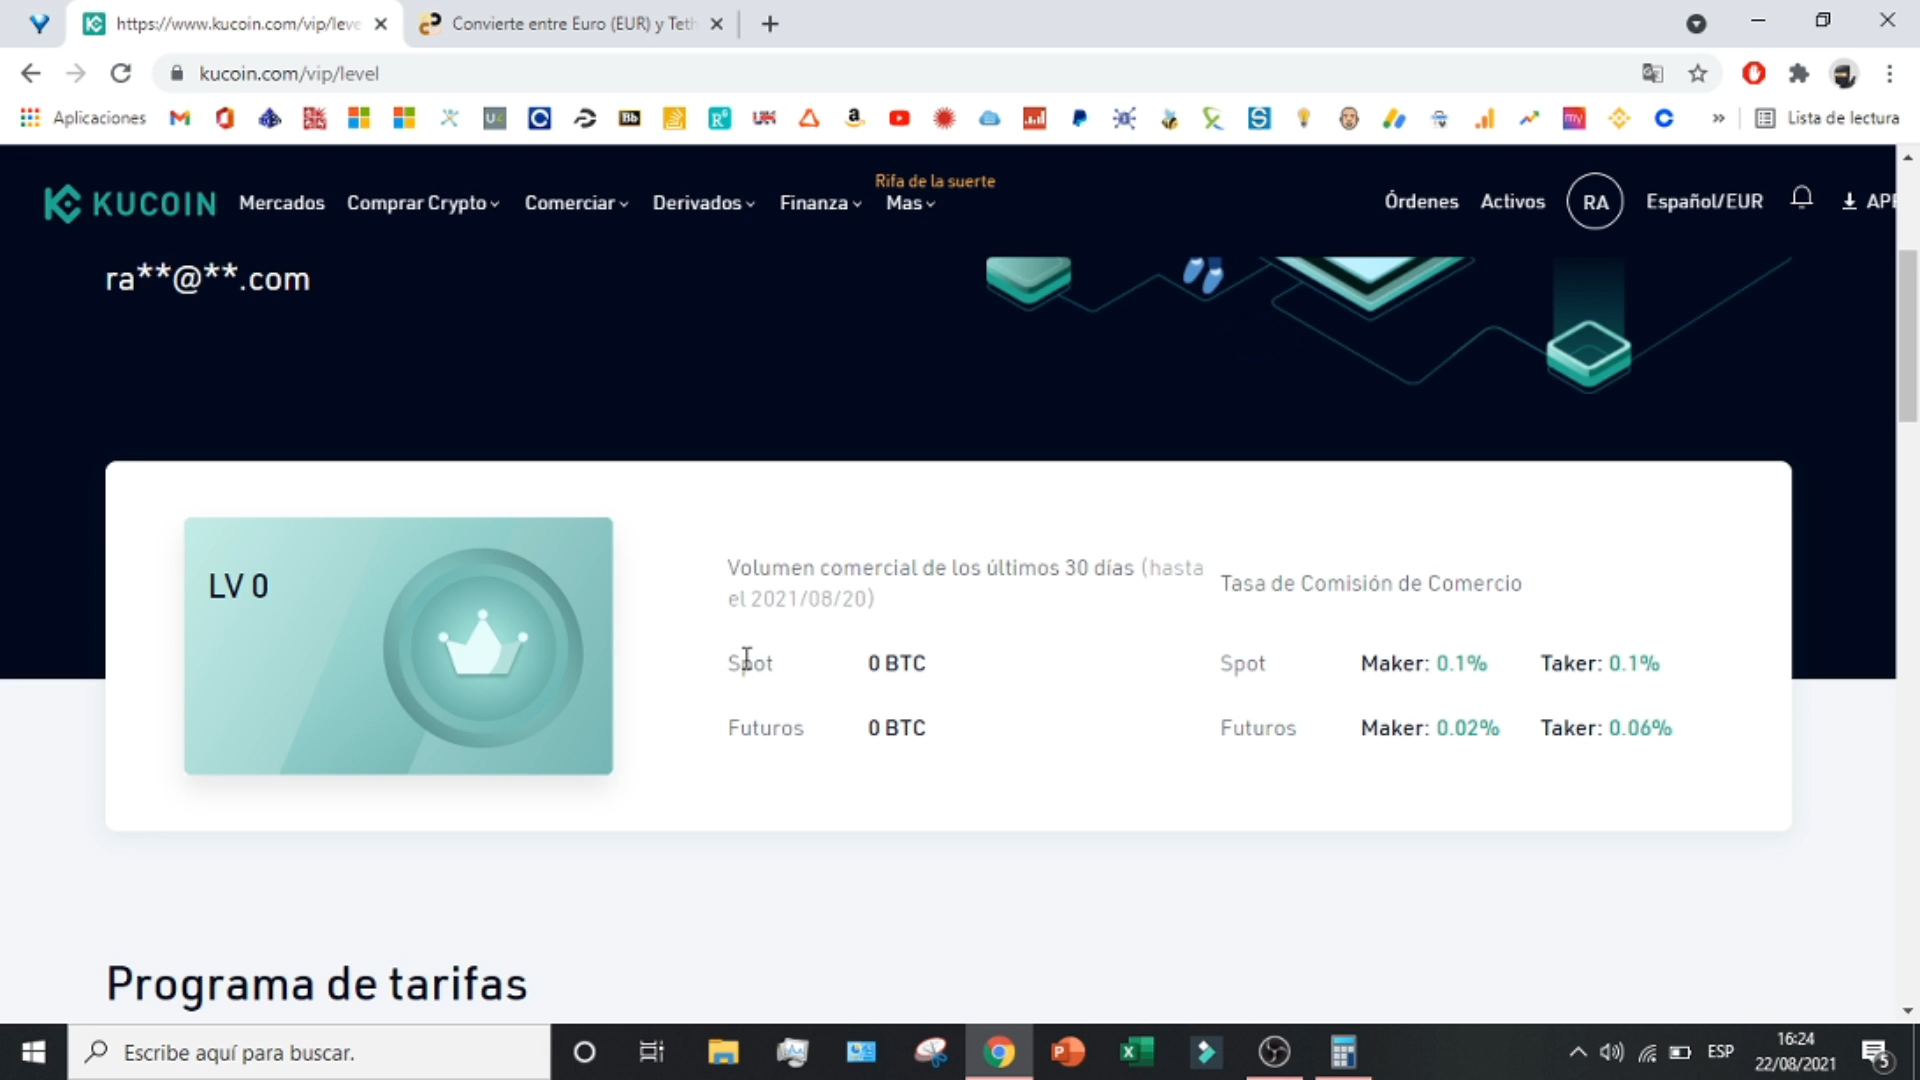 https://www.kucoin.com/vip/leve
Convierte entre Euro (EUR) y Teth
kucoin.com/vip/level
Aplicaciones
Lista de lectura
Rifa de la suerte
KUCOIN Mercados Comprar Crypto Comerciar Derivados Finanza Mas Órdenes Activos RA Español/EUR APP
ra**@**.com
LV 0
Volumen comercial de los últimos 30 días (hasta
el 2021/08/20)
Tasa de Comisión de Comercio
Spot 0 BTC Spot Maker: 0.1% Taker: 0.1%
Futuros 0 BTC Futuros Maker: 0.02% Taker: 0.06%
Programa de tarifas
Escribe aquí para buscar.
ESP
16:24
22/08/2021
5